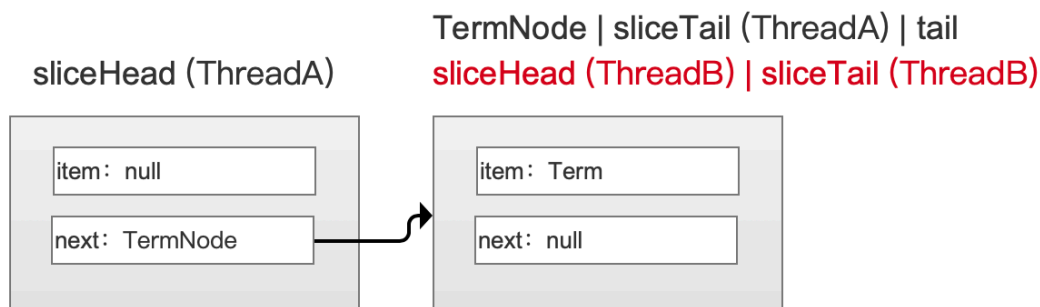 TermNode | sliceTail (ThreadA) | tail
sliceHead (ThreadA)
sliceHead (ThreadB) | sliceTail (ThreadB)
item：null
item：Term
next：TermNode
next：null